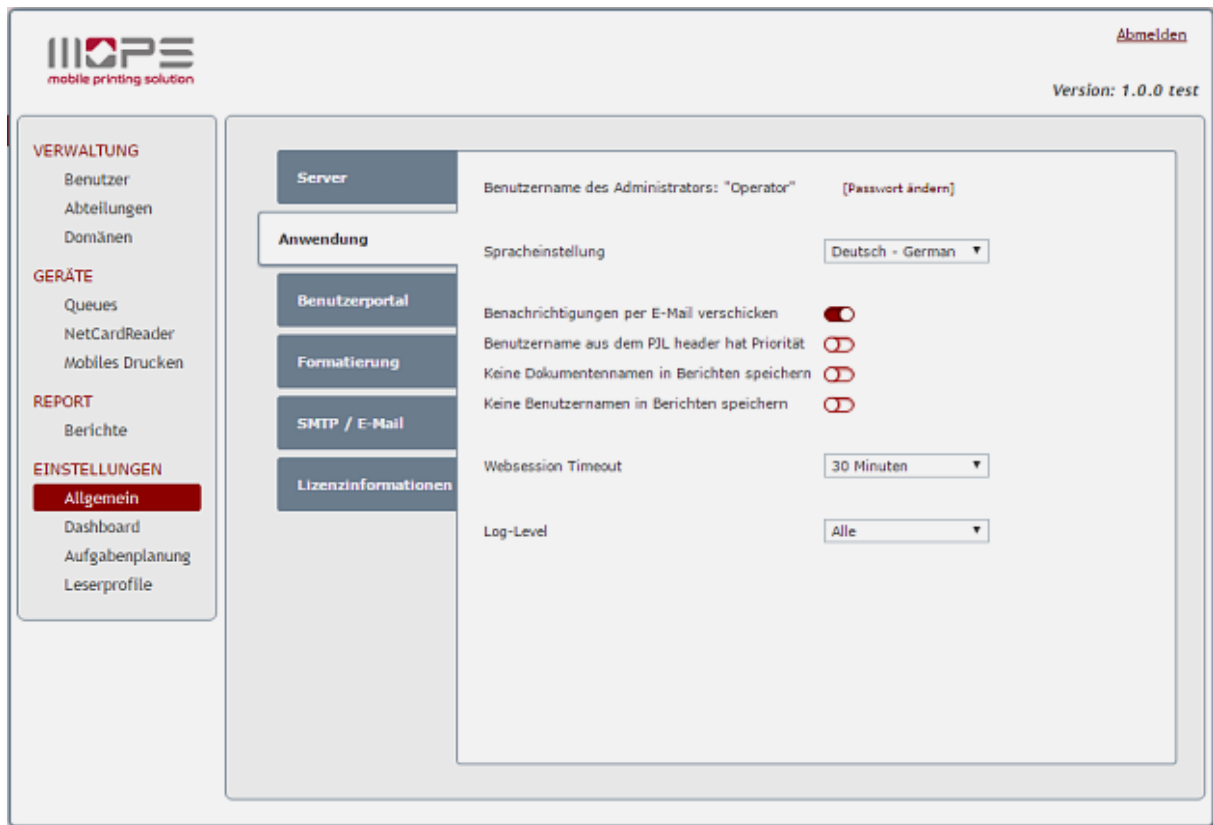 MOPS
mobile printing solution
Abmelden
Version: 1.0.0 test
VERWALTUNG
Benutzer
Abteilungen
Domänen
GERÄTE
Queues
NetCardReader
Mobiles Drucken
REPORT
Berichte
EINSTELLUNGEN
Allgemein
Dashboard
Aufgabenplanung
Leserprofile
Server
Anwendung
Benutzerportal
Formatierung
SMTP / E-Mail
Lizenzinformationen
Benutzername des Administrators: "Operator" [Passwort ändern]
Spracheinstellung Deutsch - German
Benachrichtigungen per E-Mail verschicken
Benutzername aus dem PJL header hat Priorität
Keine Dokumentennamen in Berichten speichern
Keine Benutzernamen in Berichten speichern
Websession Timeout 30 Minuten
Log-Level Alle